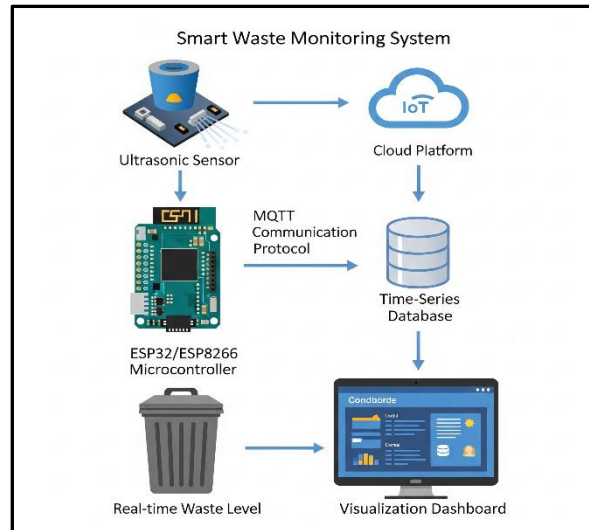 Smart Waste Monitoring System
IoT
Ultrasonic Sensor
Cloud Platform
MQTT
Communication
Protocol
Time-Series
Database
ESP32/ESP8266
Microcontroller
Condborde
Real-time Waste Level
Visualization Dashboard